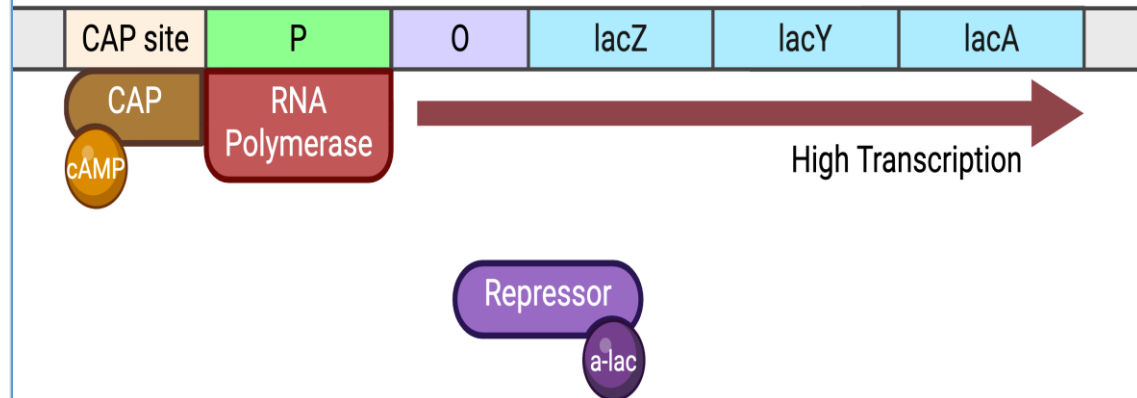 CAP site P O lacZ lacY lacA
CAP RNA
Polymerase
cAMP
High Transcription
Repressor
a-lac